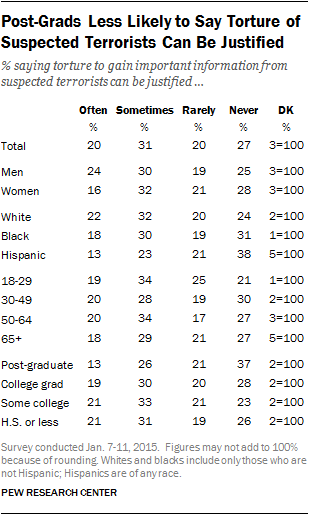 Post-Grads Less Likely to Say Torture of
Suspected Terrorists Can Be Justified
% saying torture to gain important information from
suspected terrorists can be justified ...
Often Sometimes Rarely Never DK
% % % % %
Total 20 31 20 27 3=100
Men 24 30 19 25 3=100
Women 16 32 21 28 3=100
White 22 32 20 24 2=100
Black 18 30 19 31 1=100
Hispanic 13 23 21 38 5=100
18-29 19 34 25 21 1=100
30-49 20 28 19 30 2=100
50-64 20 34 17 27 3=100
65+ 18 29 21 27 5=100
Post-graduate 13 26 21 37 2=100
College grad 19 30 20 28 2=100
Some college 21 33 21 23 2=100
H.S. or less 21 31 19 26 2=100
Survey conducted Jan. 7-11, 2015. Figures may not add to 100%
because of rounding. Whites and blacks include only those who are
not Hispanic; Hispanics are of any race.
PEW RESEARCH CENTER